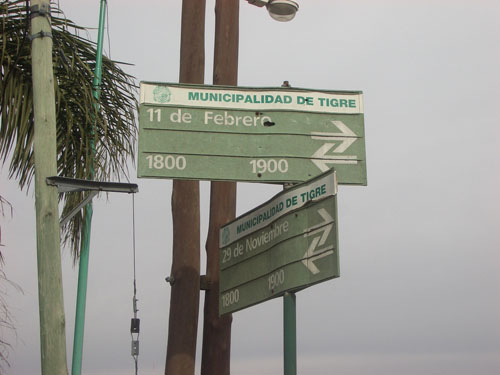 MUNICIPALIDAD DE TIGRE
11 de Febrero
1800 1900
MUNICIPALIDAD DE TIGRE
29 de Noviembre
1800 1900